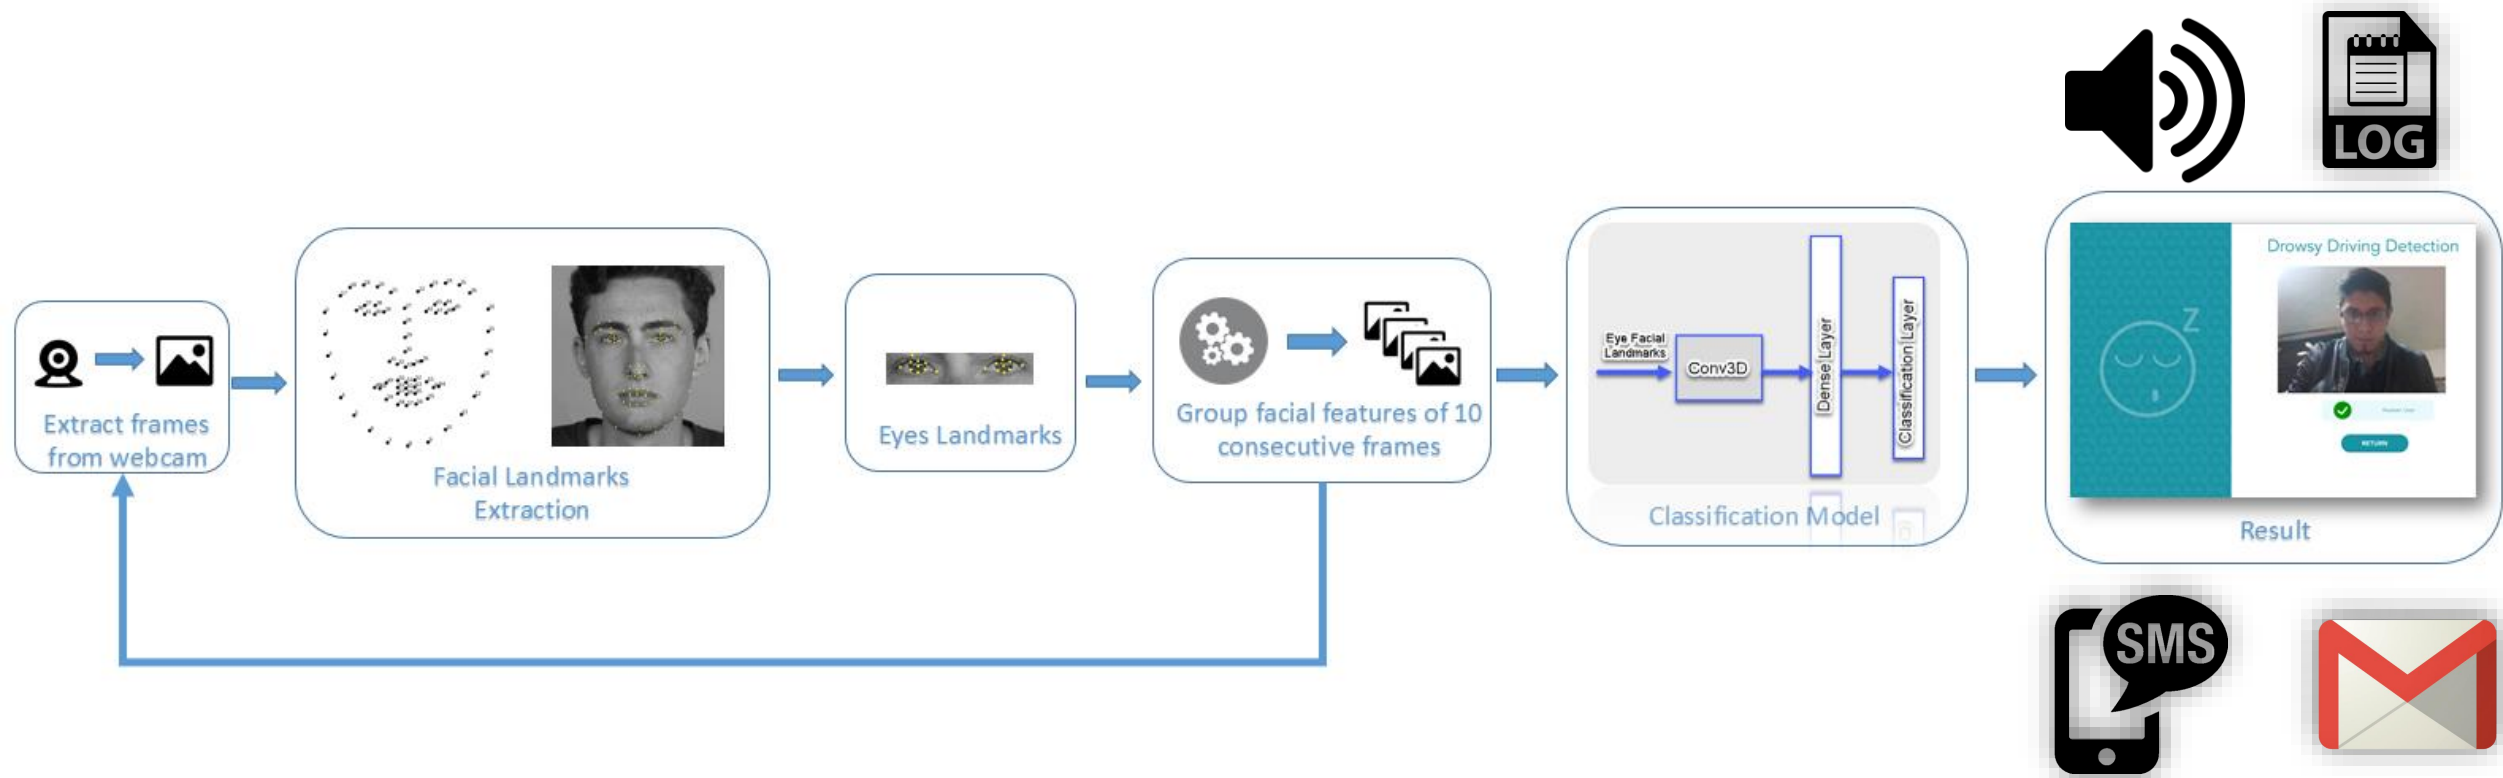 LOG
Extract frames
from webcam
Facial Landmarks
Extraction
Eyes Landmarks
Group facial features of 10
consecutive frames
Eye Facial
Landmarks
Conv3D
Dense Layer
Classification Layer
Classification Model
Drowsy Driving Detection
Z
RETURN
Result
SMS